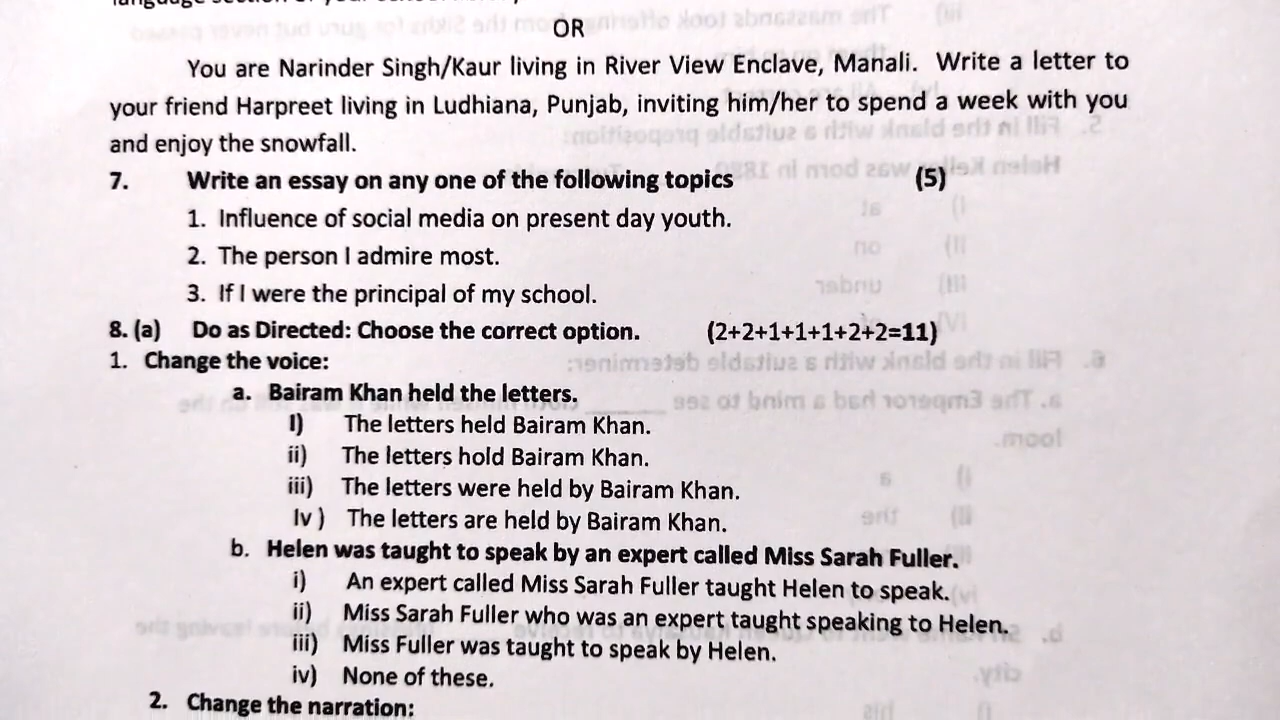 language section of your school
OR
You are Narinder Singh/Kaur living in River View Enclave, Manali. Write a letter to
your friend Harpreet living in Ludhiana, Punjab, inviting him/her to spend a week with you
and enjoy the snowfall.
7. Write an essay on any one of the following topics (5)
1. Influence of social media on present day youth.
2. The person I admire most.
3. If I were the principal of my school.
8. (a) Do as Directed: Choose the correct option. (2+2+1+1+1+2+2=11)
1. Change the voice:
a. Bairam Khan held the letters.
I) The letters held Bairam Khan.
ii) The letters hold Bairam Khan.
iii) The letters were held by Bairam Khan.
Iv) The letters are held by Bairam Khan.
b. Helen was taught to speak by an expert called Miss Sarah Fuller.
i) An expert called Miss Sarah Fuller taught Helen to speak.
ii) Miss Sarah Fuller who was an expert taught speaking to Helen.
iii) Miss Fuller was taught to speak by Helen.
iv) None of these.
2. Change the narration: